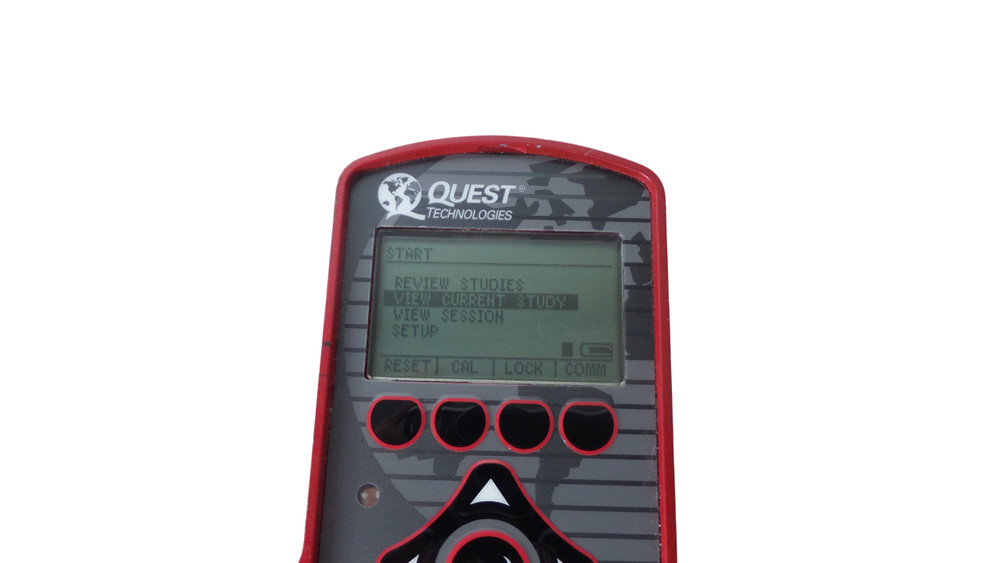 QUEST®
TECHNOLOGIES
START
REVIEW STUDIES
VIEW CURRENT STUDY
VIEW SESSION
SETUP
RESET CAL LOCK COMM